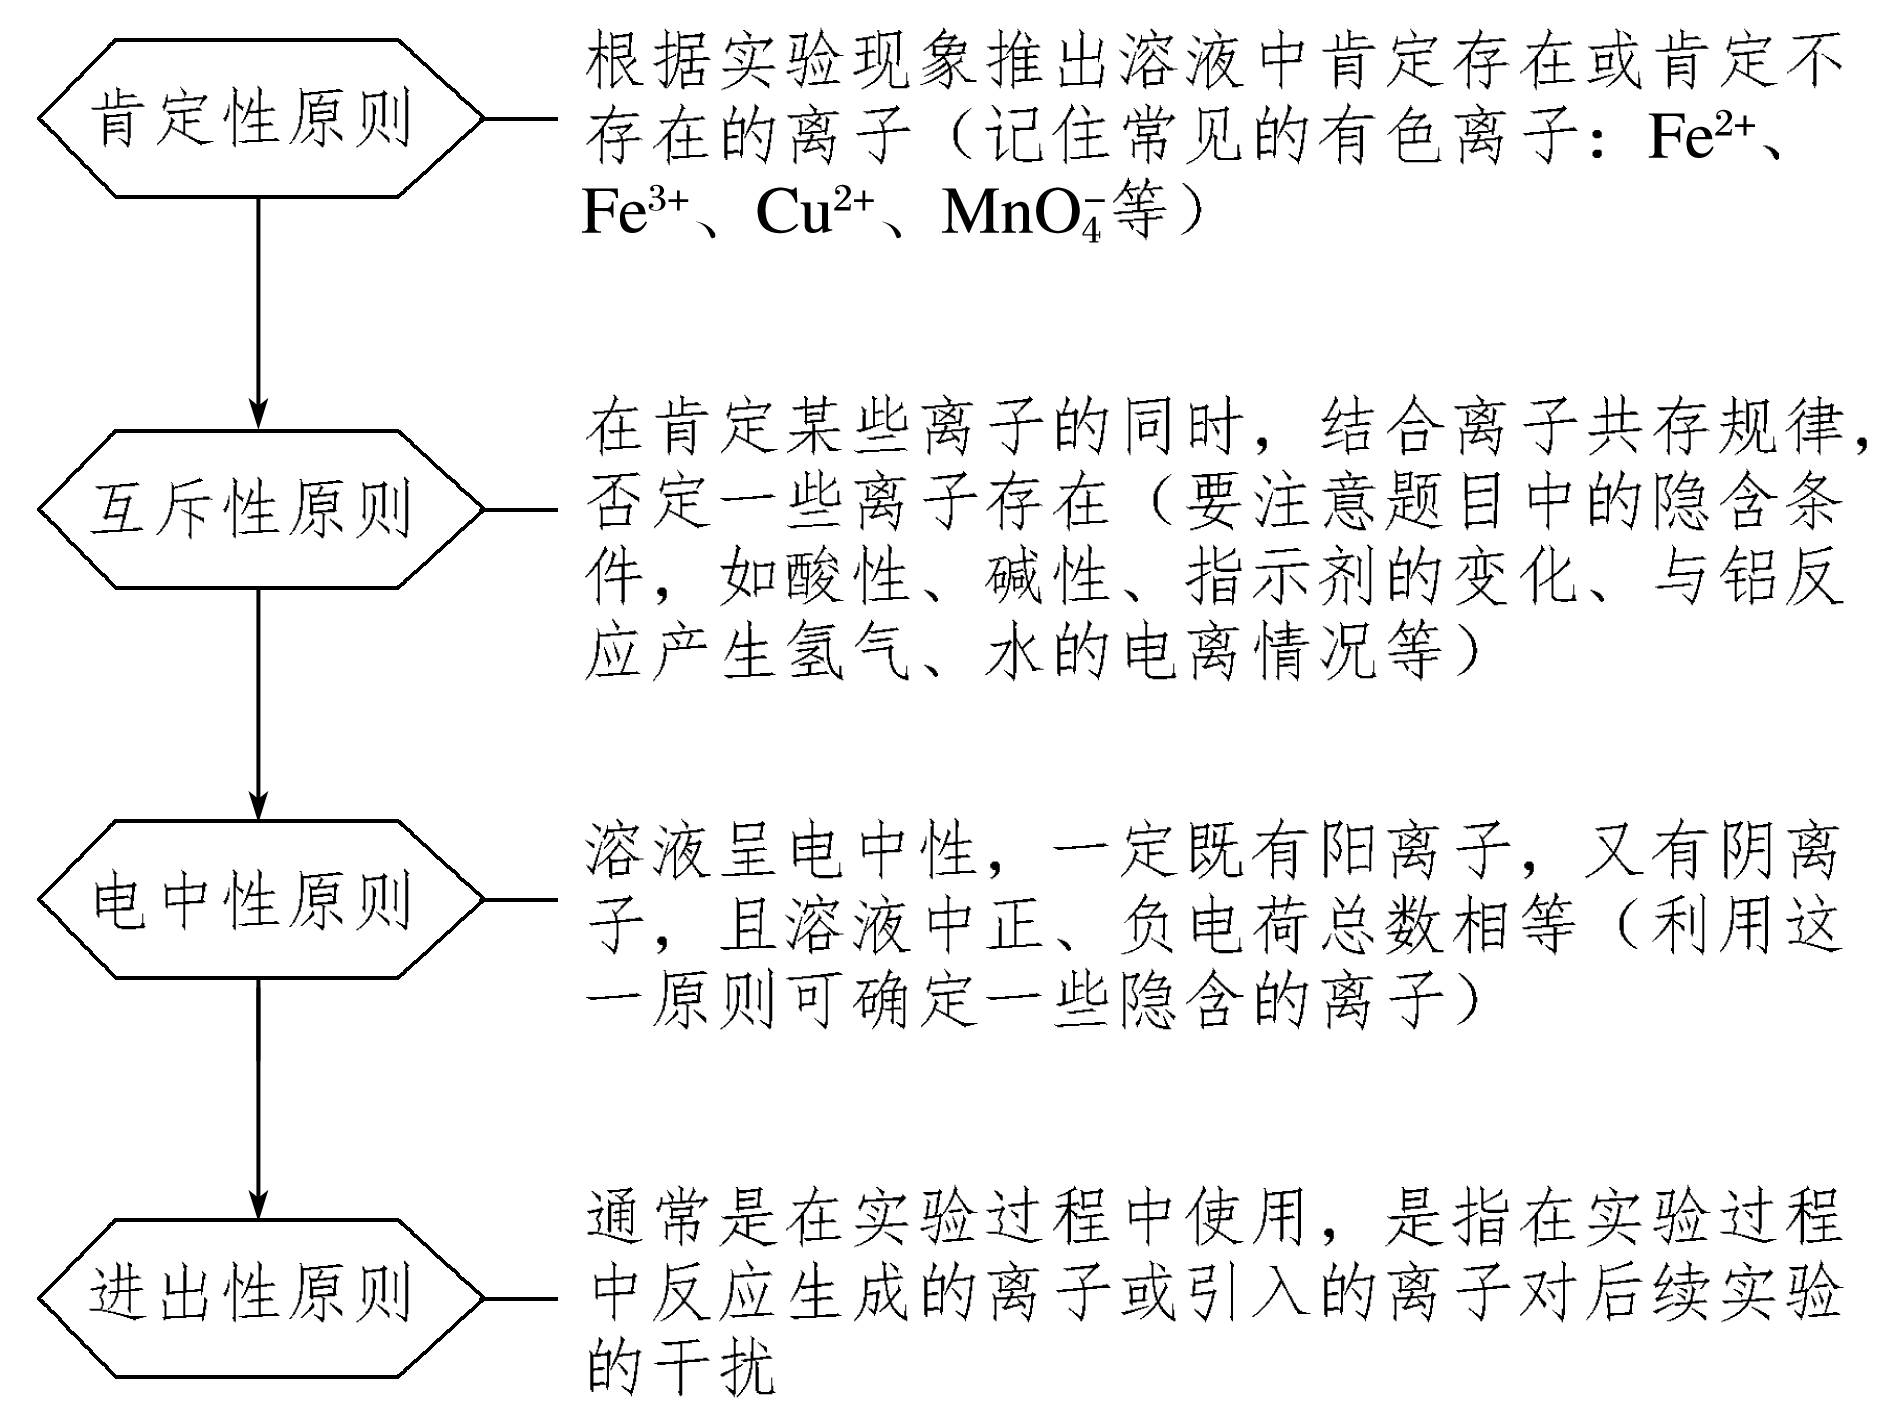 肯定性原则
根据实验现象推出溶液中肯定存在或肯定不
存在的离子（记住常见的有色离子：Fe²⁺、
Fe³⁺、Cu²⁺、MnO₄⁻等）
互斥性原则
在肯定某些离子的同时，结合离子共存规律，
否定一些离子存在（要注意题目中的隐含条
件，如酸性、碱性、指示剂的变化、与铝反
应产生氢气、水的电离情况等）
电中性原则
溶液呈电中性，一定既有阳离子，又有阴离
子，且溶液中正、负电荷总数相等（利用这
一原则可确定一些隐含的离子）
进出性原则
通常是在实验过程中使用，是指在实验过程
中反应生成的离子或引入的离子对后续实验
的干扰